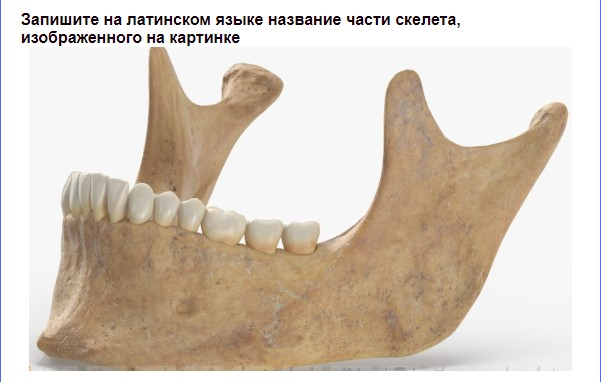 Запишите на латинском языке название части скелета,
изображенного на картинке